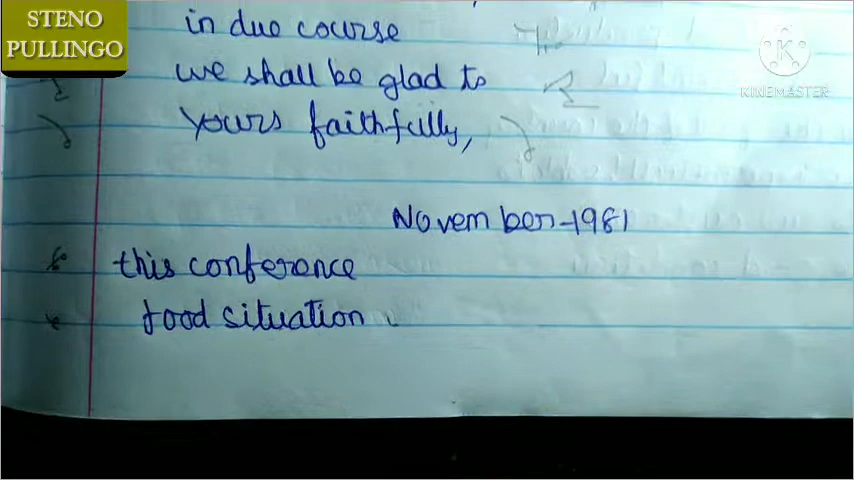 STENO
PULLINGO
KINEMASTER
in due course
we shall be glad to
yours faithfully,
November-1981
this conference
food situation